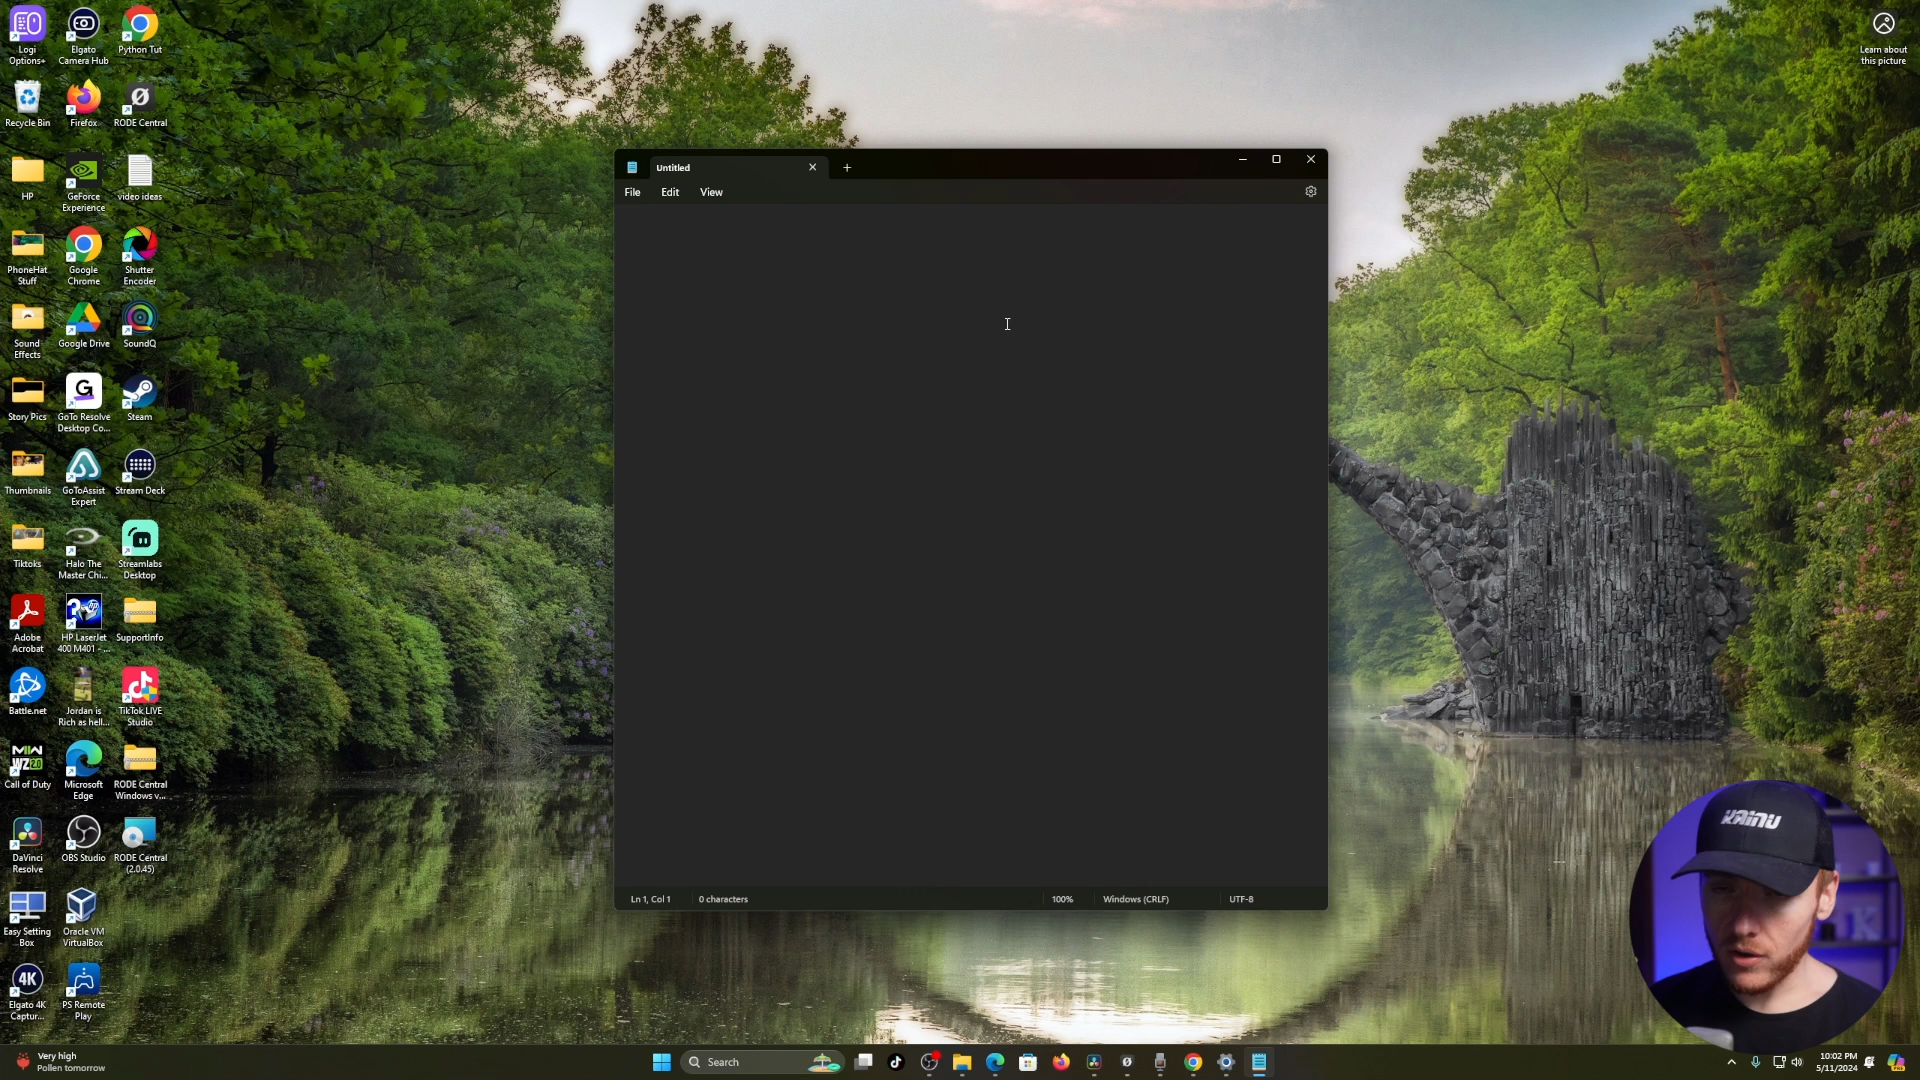 Logi
Options+
Elgato
Camera Hub
Python Tut
Learn about
this picture
Recycle Bin
Firefox
RODE Central
HP
GeForce
Experience
video ideas
PhoneHat
Stuff
Google
Chrome
Shutter
Encoder
Sound
Effects
Google Drive
SoundQ
Story Pics
GoTo Resolve
Desktop Co...
Steam
Thumbnails
GoToAssist
Expert
Stream Deck
Tiktoks
Halo The
Master Chi...
Streamlabs
Desktop
Adobe
Acrobat
HP LaserJet
400 M401 - ...
SupportInfo
Battle.net
Jordan is
Rich as hell...
TikTok LIVE
Studio
MW
WZ2.0
Call of Duty
Microsoft
Edge
RODE Central
Windows v...
DaVinci
Resolve
OBS Studio
RODE Central
(2.0.45)
Easy Setting
Box
Oracle VM
VirtualBox
4K
Elgato 4K
Captur...
PS Remote
Play
Untitled
File Edit View
Ln 1, Col 1 0 characters 100% Windows (CRLF) UTF-8
KAINU
Very high
Pollen tomorrow
Search
10:02 PM
5/11/2024